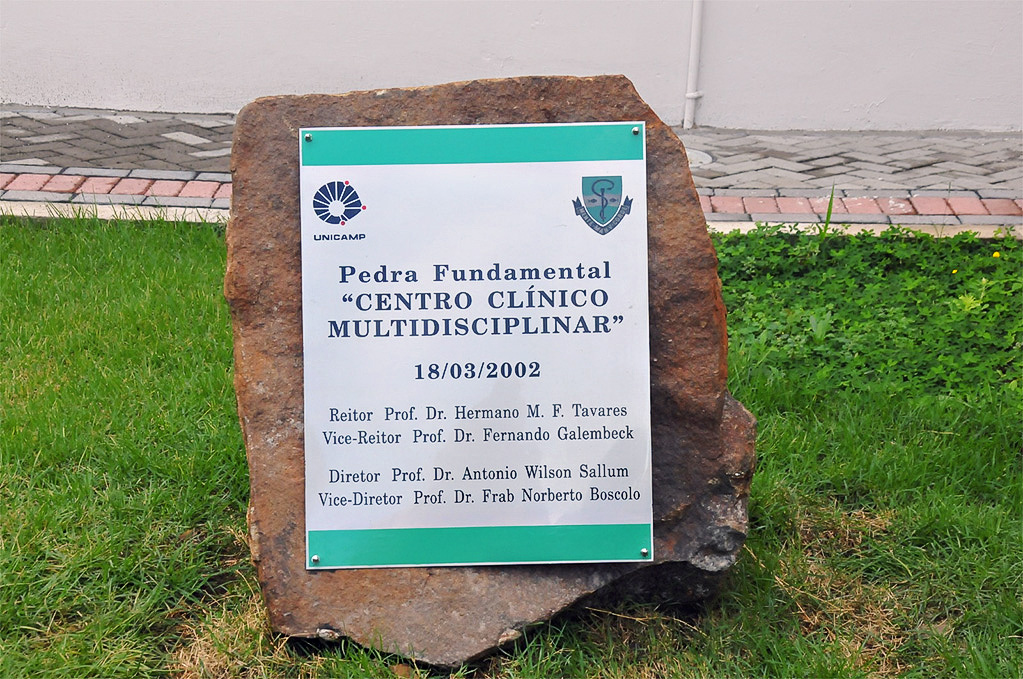 UNICAMP
Pedra Fundamental
“CENTRO CLÍNICO
MULTIDISCIPLINAR”
18/03/2002
Reitor Prof. Dr. Hermano M. F. Tavares
Vice-Reitor Prof. Dr. Fernando Galembeck
Diretor Prof. Dr. Antonio Wilson Sallum
Vice-Diretor Prof. Dr. Frab Norberto Boscolo